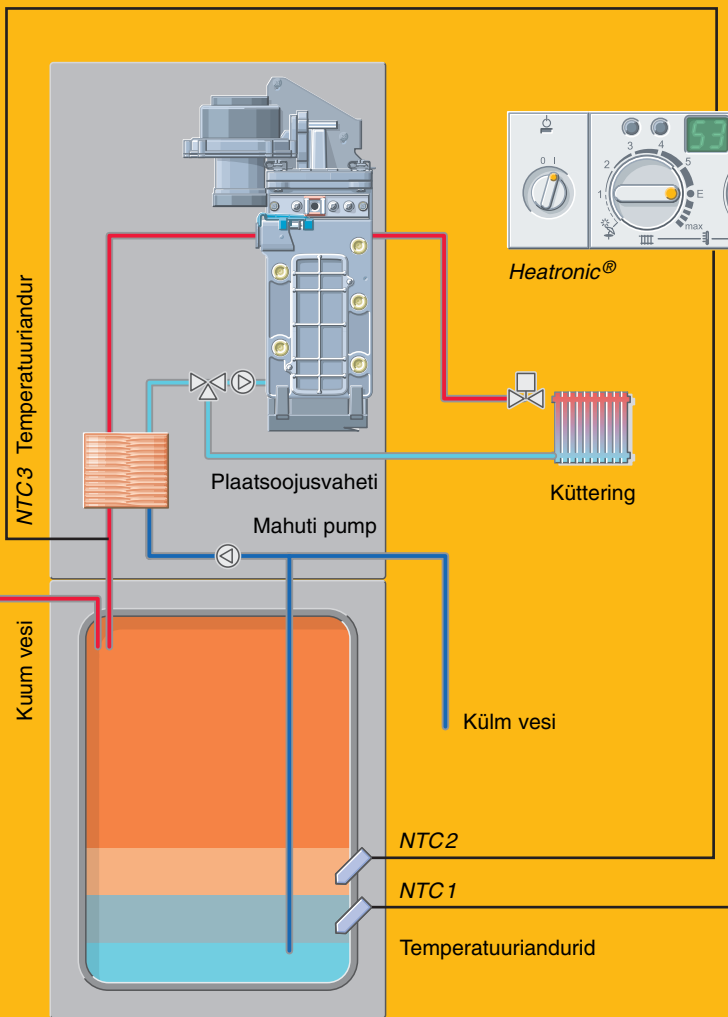 53
0 I
1 2 3 4 5 E max
Heatronic®
NTC3 Temperatuuriandur
Plaatsoojusvaheti
Küttering
Mahuti pump
Kuum vesi
Külm vesi
NTC2
NTC1
Temperatuuriandurid